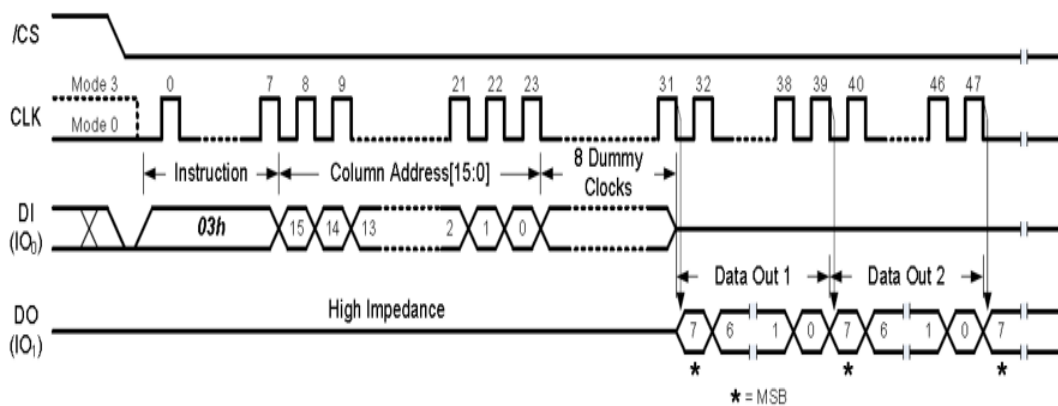 /CS
Mode 3 0 7 8 9 21 22 23 31 32 38 39 40 46 47
CLK
Mode 0
Instruction Column Address[15:0] 8 Dummy Clocks
DI (IO0) 03h 15 14 13 2 1 0
Data Out 1 Data Out 2
DO (IO1) High Impedance 7 6 1 0 7 6 1 0 7
* * *
* = MSB